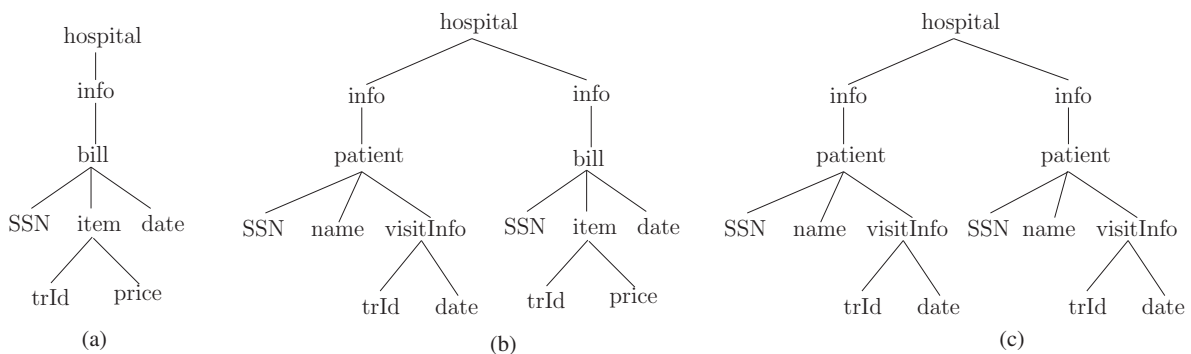 hospital
info
bill
SSN item date
trId price
(a)
hospital
info info
patient bill
SSN name visitInfo SSN item date
trId date trId price
(b)
hospital
info info
patient patient
SSN name visitInfo SSN name visitInfo
trId date trId date
(c)